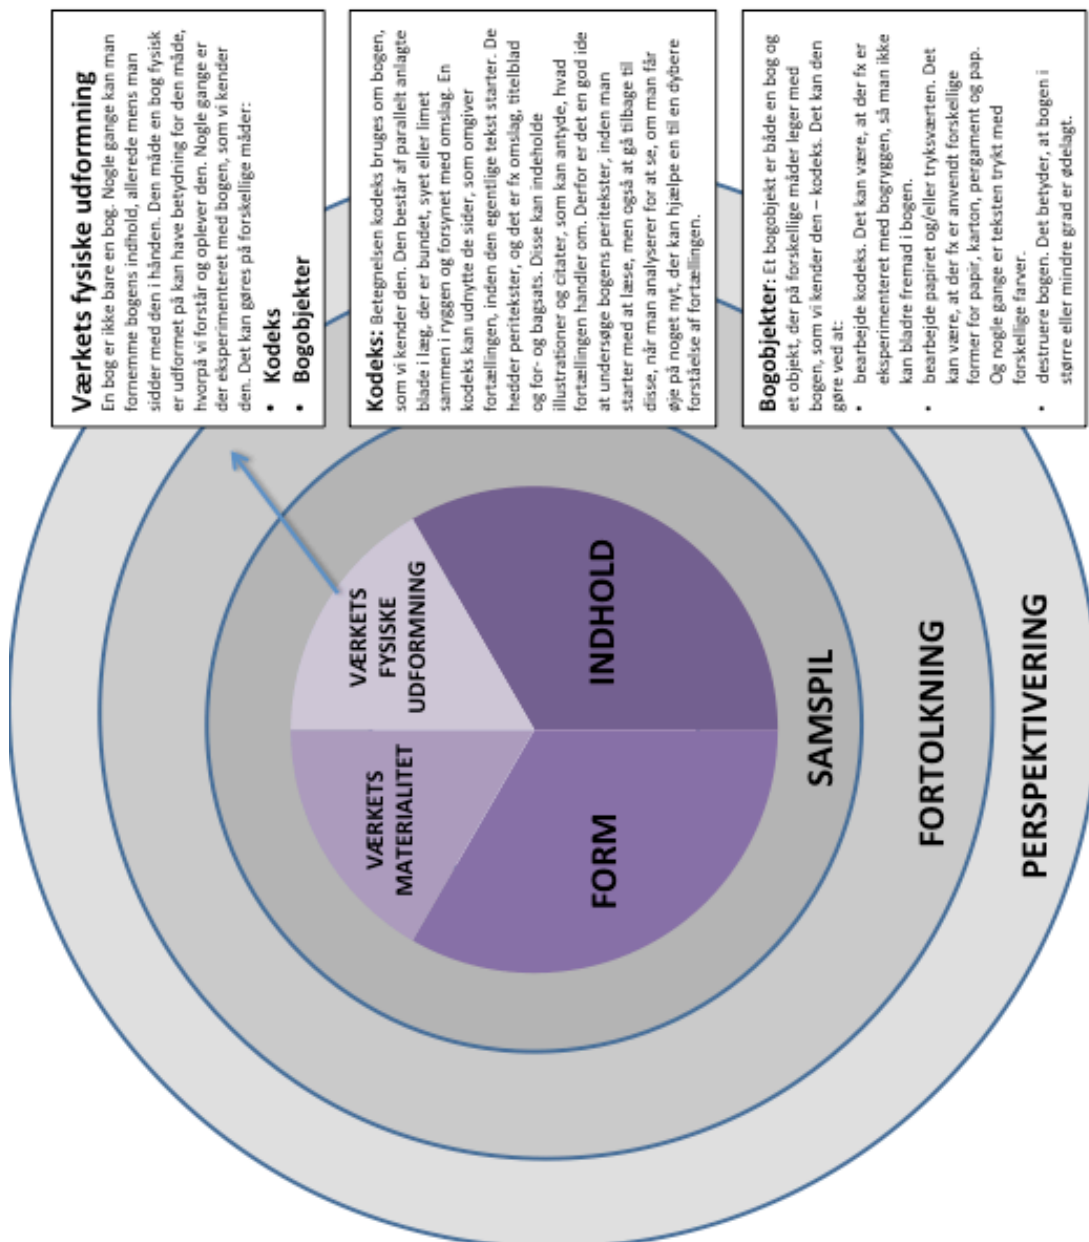 Værkets fysiske udformning
En bog er ikke bare en bog. Nogle gange kan man
fornemme bogens indhold, allerede mens man
sidder med den i hånden. Den måde en bog fysisk
er udformet på kan have betydning for den måde,
hvorpå vi forstår og oplever den. Nogle gange er
der eksperimenteret med bogen, som vi kender
den. Det kan gøres på forskellige måder:
• Kodeks
• Bogobjekter
Kodeks:: Betegnelsen kodeks bruges om bogen,
som vi kender den. Den består af parallelt anlagte
blade i læg, der er bundet, syet eller limet
sammen i ryggen og forsynet med omslag. En
kodeks kan udnytte de sider, som omgiver
fortællingen, inden den egentlige tekst starter. De
hedder peritekster, og det er fx omslag, titelblad
og for- og bagsats. Disse kan indeholde
illustrationer og citater, som kan antyde, hvad
fortællingen handler om. Derfor er det en god ide
at undersøge bogens peritekster, inden man
starter med at læse, men også at gå tilbage til
disse, når man analyserer for at se, om man får
øje på noget nyt, der kan hjælpe en til en dybere
forståelse af fortællingen.
Bogobjekter: Et bogobjekt er både en bog og
et objekt, der på forskellige måder leger med
bogen, som vi kender den – kodeks. Det kan den
gøre ved at:
• bearbejde kodeks. Det kan være, at der fx er
eksperimenteret med bogryggen, så man ikke
kan bladre fremad i bogen.
• bearbejde papiret og/eller tryksværten. Det
kan være, at der fx er anvendt forskellige
former for papir, karton, pergament og pap.
Og nogle gange er teksten trykt med
forskellige farver.
• destruere bogen. Det betyder, at bogen i
større eller mindre grad er ødelagt.
VÆRKETS
MATERIALITET
VÆRKETS
FYSISKE
UDFORMNING
FORM
INDHOLD
SAMSPIL
FORTOLKNING
PERSPEKTIVERING